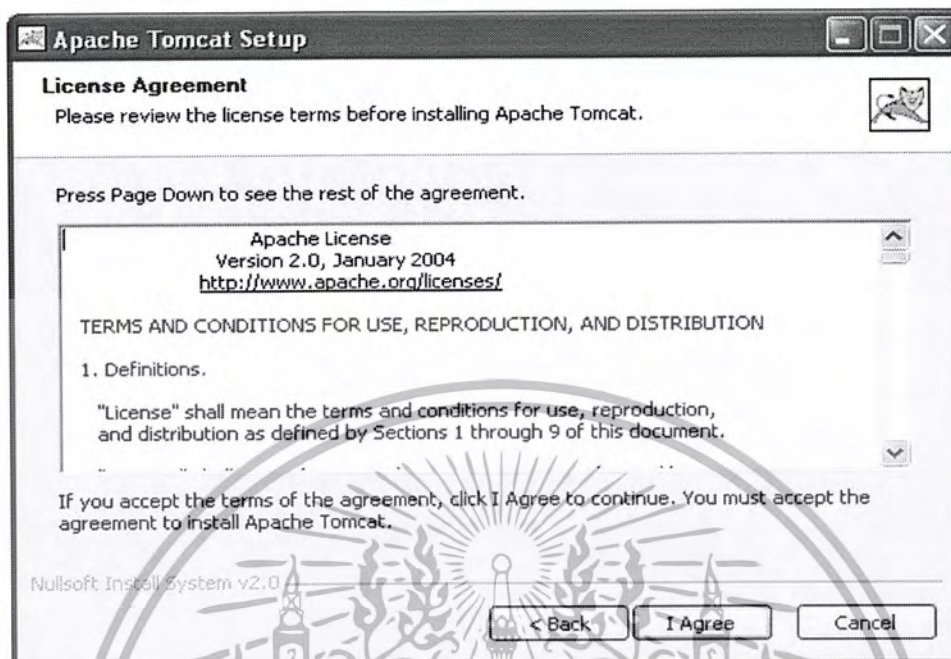 Apache Tomcat Setup
License Agreement
Please review the license terms before installing Apache Tomcat.
Press Page Down to see the rest of the agreement.
Apache License
Version 2.0, January 2004
http://www.apache.org/licenses/
TERMS AND CONDITIONS FOR USE, REPRODUCTION, AND DISTRIBUTION
1. Definitions.
"License" shall mean the terms and conditions for use, reproduction,
and distribution as defined by Sections 1 through 9 of this document.
If you accept the terms of the agreement, click I Agree to continue. You must accept the
agreement to install Apache Tomcat.
Nullsoft Install System v2.0
< Back
I Agree
Cancel